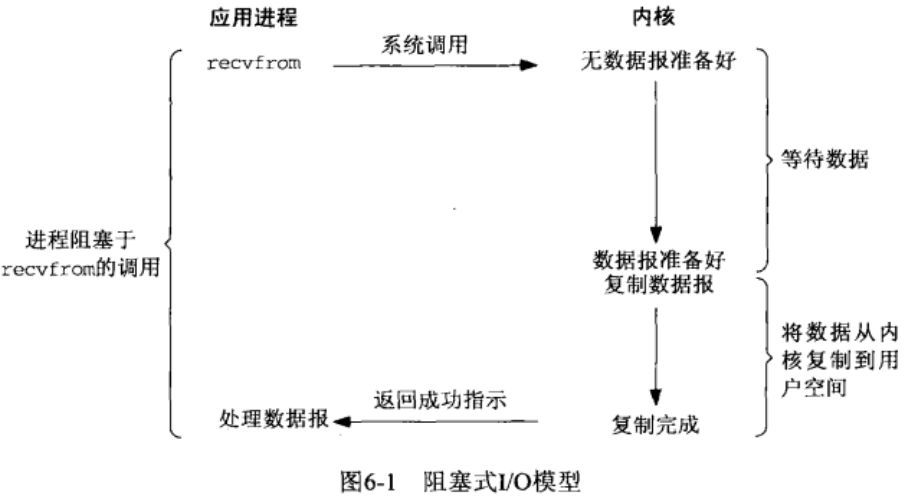 应用进程
内核
系统调用
recvfrom
无数据报准备好
等待数据
进程阻塞于
recvfrom的调用
数据报准备好
复制数据报
将数据从内
核复制到用
户空间
返回成功指示
处理数据报
复制完成
图6-1 阻塞式I/O模型